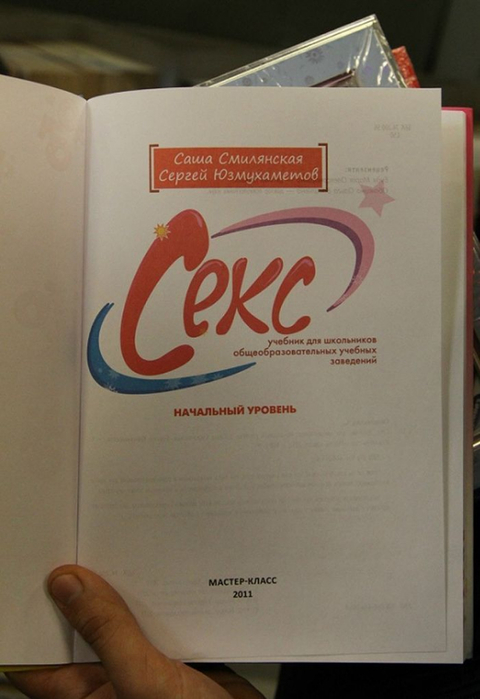 Саша Смилянская
Сергей Юзмухаметов
Секс
учебник для школьников
общеобразовательных учебных
заведений
НАЧАЛЬНЫЙ УРОВЕНЬ
МАСТЕР-КЛАСС
2011